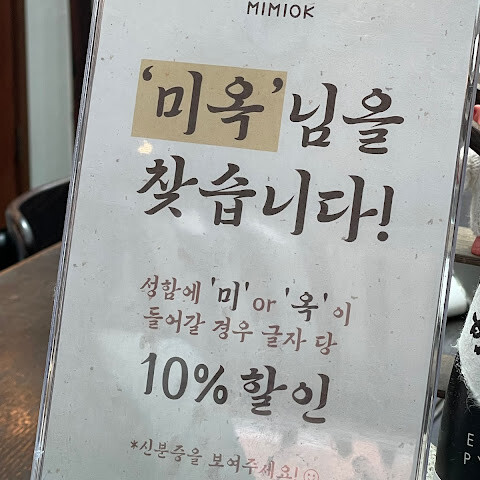 MIMIOK
'미옥'님을
찾습니다!
성함에 '미' or '옥'이
들어갈 경우 글자 당
10% 할인
*신분증을 보여주세요! ☺
E
P